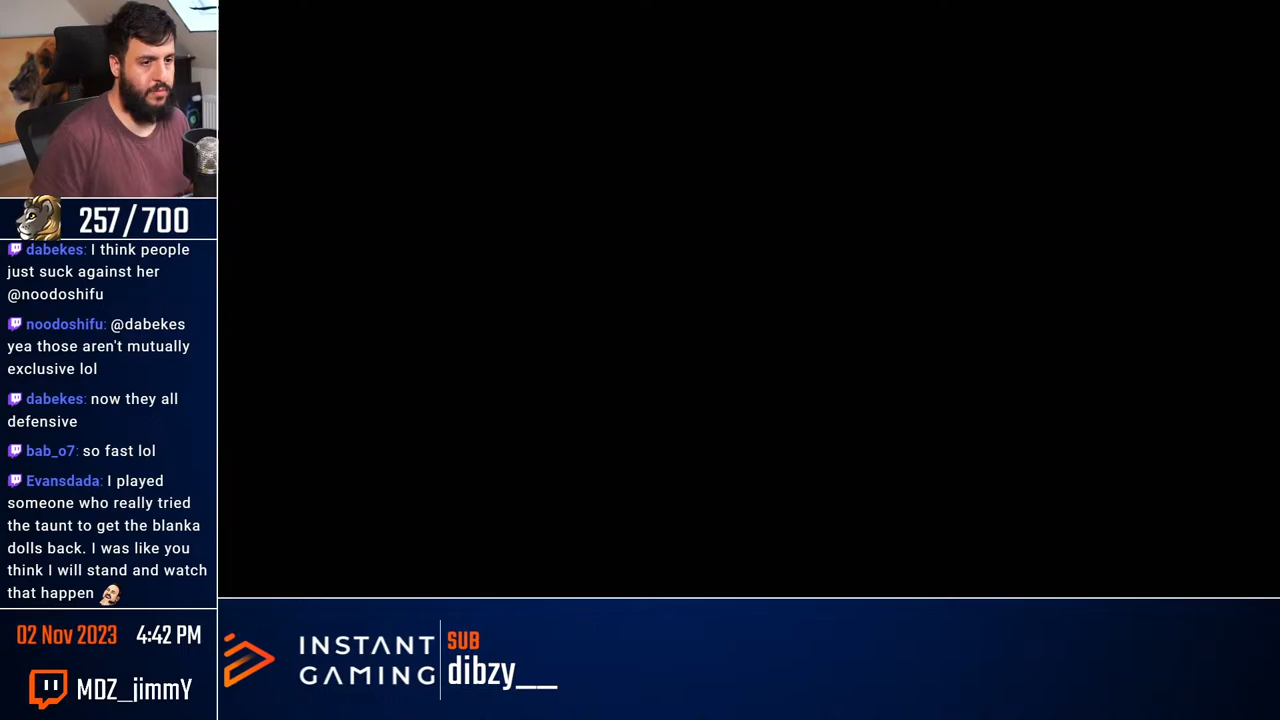 257/700
dabekes: I think people
just suck against her
@noodoshifu
noodoshifu: @dabekes
yea those aren't mutually
exclusive lol
dabekes: now they all
defensive
bab_o7: so fast lol
Evansdada: I played
someone who really tried
the taunt to get the blanka
dolls back. I was like you
think I will stand and watch
that happen
02 Nov 2023 4:42 PM
MDZ_jimmY
INSTANT
GAMING
SUB
dibzy__